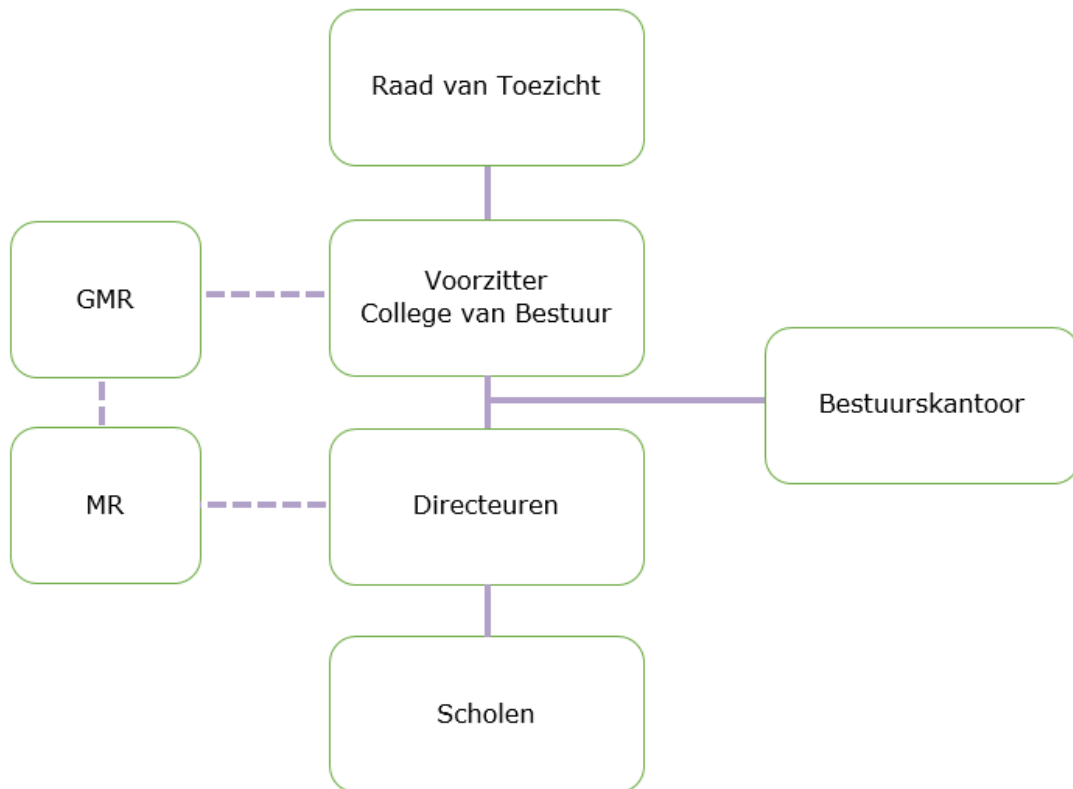 Raad van Toezicht
GMR
Voorzitter
College van Bestuur
Bestuurskantoor
MR
Directeuren
Scholen